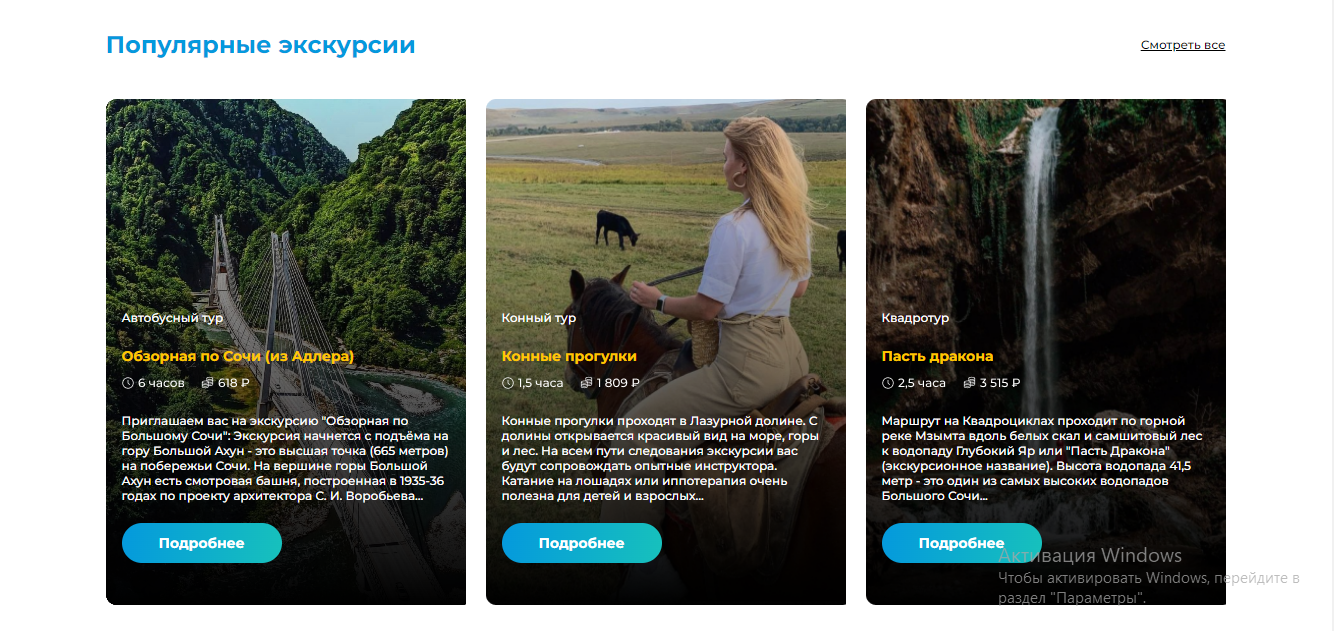 Популярные экскурсии
Смотреть все
Автобусный тур
Обзорная по Сочи (из Адлера)
6 часов 618 ₽
Приглашаем вас на экскурсию "Обзорная по
Большому Сочи": Экскурсия начнется с подъёма на
гору Большой Ахун - это высшая точка (665 метров)
на побережьи Сочи. На вершине горы Большой
Ахун есть смотровая башня, построенная в 1935-36
годах по проекту архитектора С. И. Воробьева...
Подробнее
Конный тур
Конные прогулки
1,5 часа 1 809 ₽
Конные прогулки проходят в Лазурной долине. С
долины открывается красивый вид на море, горы
и лес. На всем пути следования экскурсии вас
будут сопровождать опытные инструктора.
Катание на лошадях или иппотерапия очень
полезна для детей и взрослых...
Подробнее
Квадротур
Пасть дракона
2,5 часа 3 515 ₽
Маршрут на Квадроциклах проходит по горной
реке Мзымта вдоль белых скал и самшитовый лес
к водопаду Глубокий Яр или "Пасть Дракона"
(экскурсионное название). Высота водопада 41,5
метр - это один из самых высоких водопадов
Большого Сочи...
Подробнее
Активация Windows
Чтобы активировать Windows, перейдите в
раздел "Параметры".